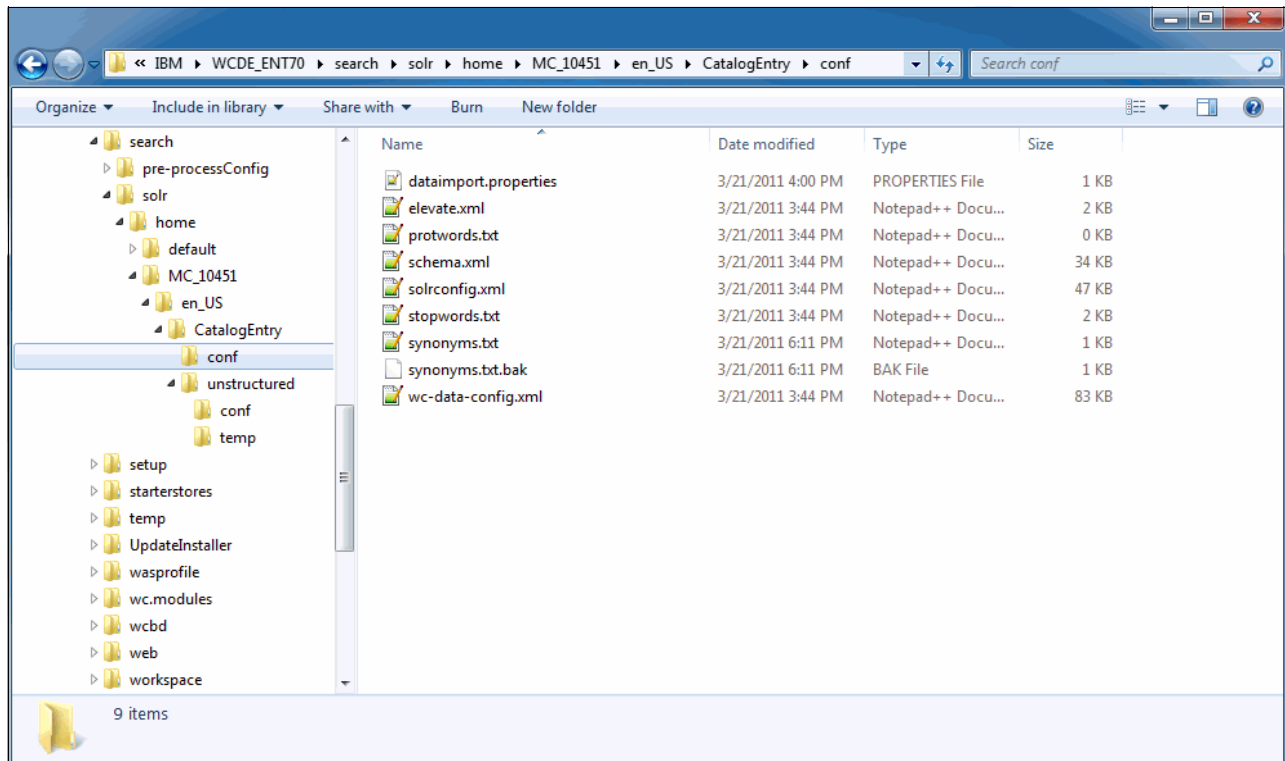 « IBM WCDE_ENT70 search solr home MC_10451 en_US CatalogEntry conf Search conf
Organize Include in library Share with Burn New folder
search
pre-processConfig
solr
home
default
MC_10451
en_US
CatalogEntry
conf
unstructured
conf
temp
setup
starterstores
temp
UpdateInstaller
wasprofile
wc.modules
wcbd
web
workspace
Name Date modified Type Size
dataimport.properties 3/21/2011 4:00 PM PROPERTIES File 1 KB
elevate.xml 3/21/2011 3:44 PM Notepad++ Docu... 2 KB
protwords.txt 3/21/2011 3:44 PM Notepad++ Docu... 0 KB
schema.xml 3/21/2011 3:44 PM Notepad++ Docu... 34 KB
solrconfig.xml 3/21/2011 3:44 PM Notepad++ Docu... 47 KB
stopwords.txt 3/21/2011 3:44 PM Notepad++ Docu... 2 KB
synonyms.txt 3/21/2011 6:11 PM Notepad++ Docu... 1 KB
synonyms.txt.bak 3/21/2011 6:11 PM BAK File 1 KB
wc-data-config.xml 3/21/2011 3:44 PM Notepad++ Docu... 83 KB
9 items